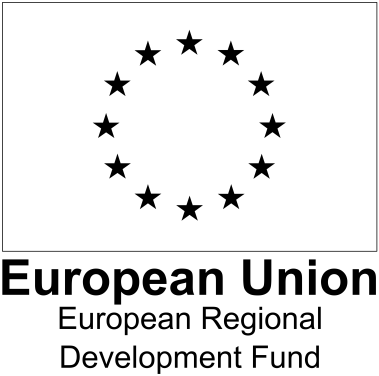 European Union
European Regional
Development Fund